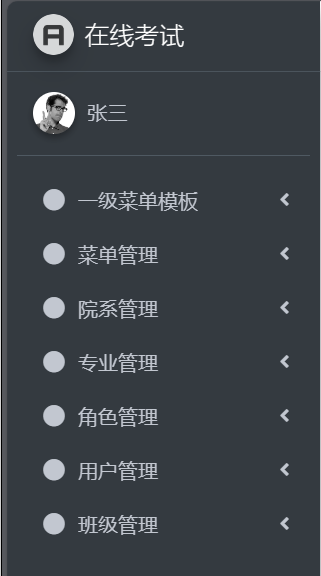 在线考试
张三
一级菜单模板
菜单管理
院系管理
专业管理
角色管理
用户管理
班级管理